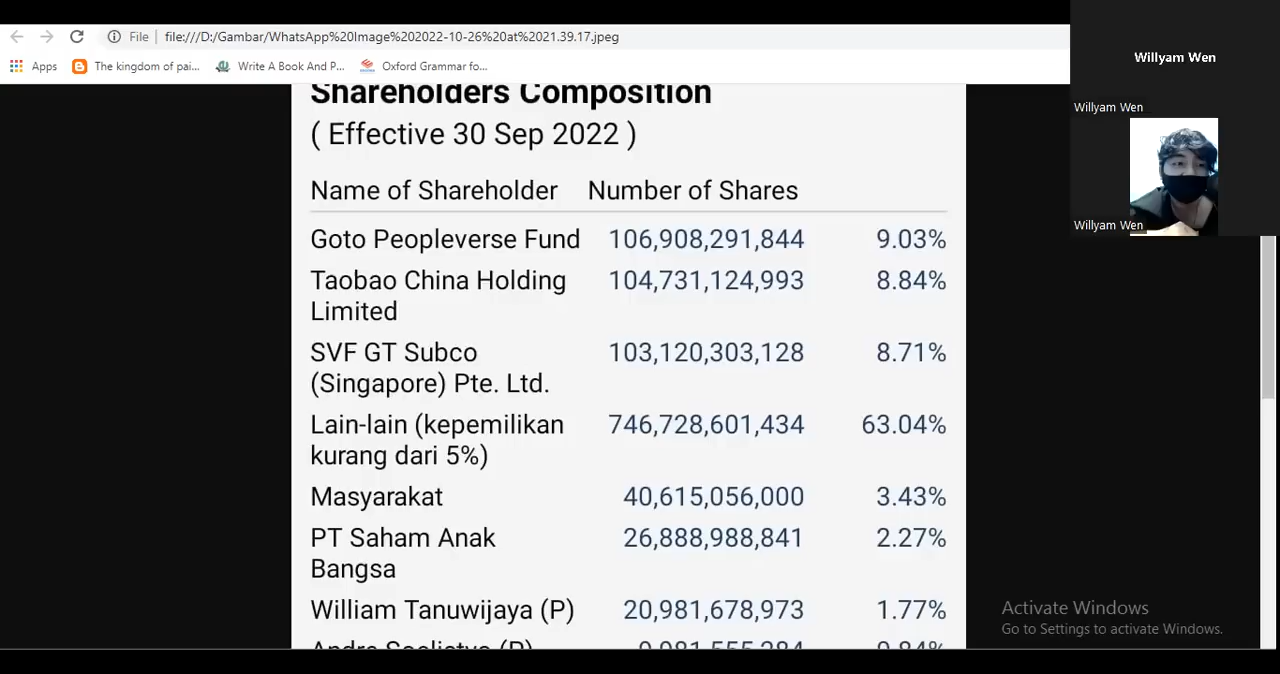 File
file:///D:/Gambar/WhatsApp%20Image%202022-10-26%20at%2021.39.17.jpeg
Apps
The kingdom of pai...
Write A Book And P...
Oxford Grammar fo...
Willyam Wen
Willyam Wen
Willyam Wen
Shareholders Composition
( Effective 30 Sep 2022 )
Name of Shareholder Number of Shares
Goto Peopleverse Fund 106,908,291,844 9.03%
Taobao China Holding 104,731,124,993 8.84%
Limited
SVF GT Subco 103,120,303,128 8.71%
(Singapore) Pte. Ltd.
Lain-lain (kepemilikan 746,728,601,434 63.04%
kurang dari 5%)
Masyarakat 40,615,056,000 3.43%
PT Saham Anak 26,888,988,841 2.27%
Bangsa
William Tanuwijaya (P) 20,981,678,973 1.77%
Activate Windows
Go to Settings to activate Windows.